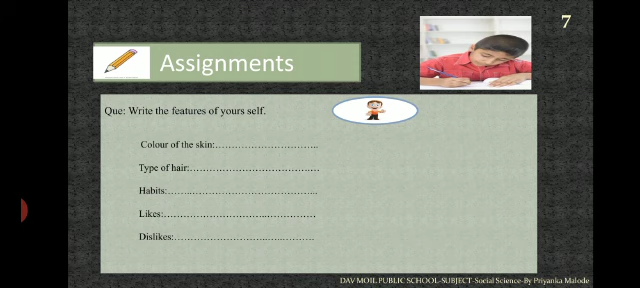 7
Assignments
Que: Write the features of yours self.
Colour of the skin:…………………………..
Type of hair:…………………………………..…
Habits:…………………………………………..
Likes:……………………………………………
Dislikes:…………………………………………
DAV MOIL PUBLIC SCHOOL-SUBJECT-Social Science-By Priyanka Malode